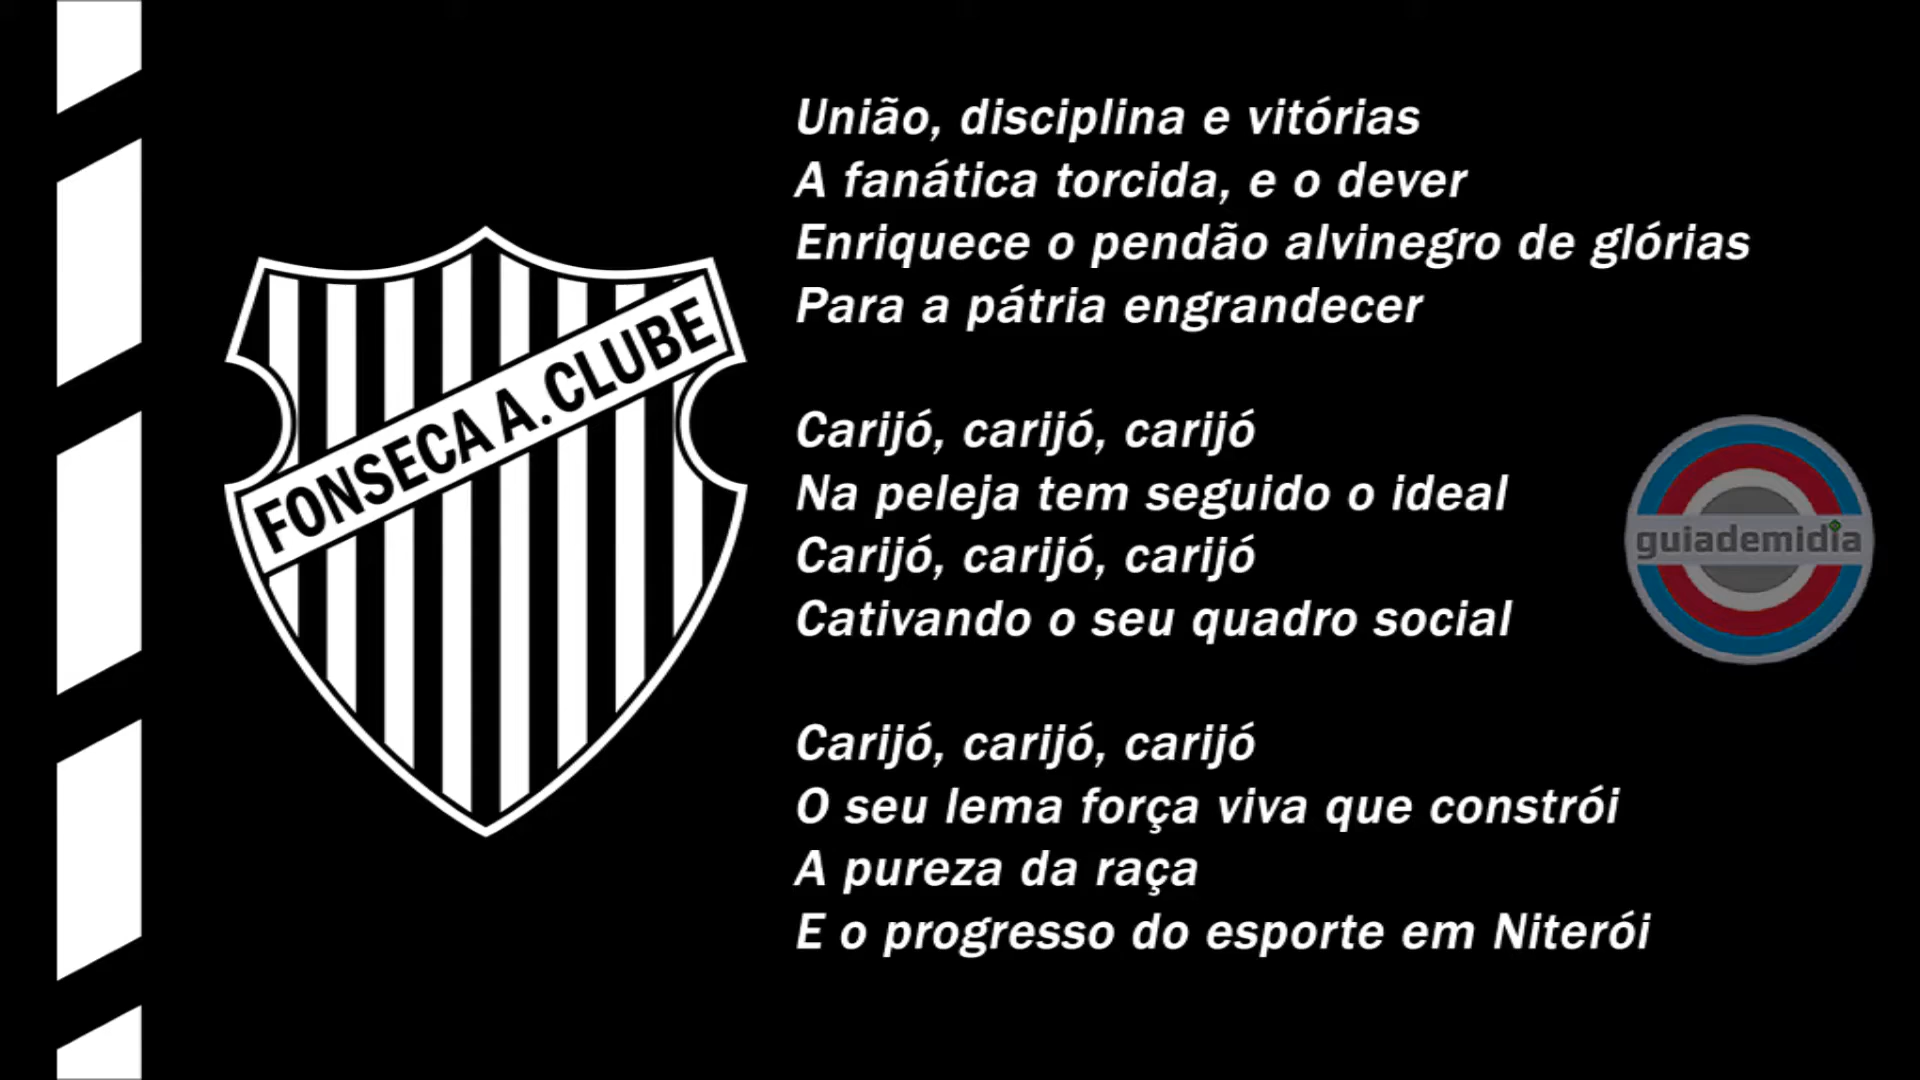 FONSECA A. CLUBE
União, disciplina e vitórias
A fanática torcida, e o dever
Enriquece o pendão alvinegro de glórias
Para a pátria engrandecer
Carijó, carijó, carijó
Na peleja tem seguido o ideal
Carijó, carijó, carijó
Cativando o seu quadro social
Carijó, carijó, carijó
O seu lema força viva que constrói
A pureza da raça
E o progresso do esporte em Niterói
guiademidia